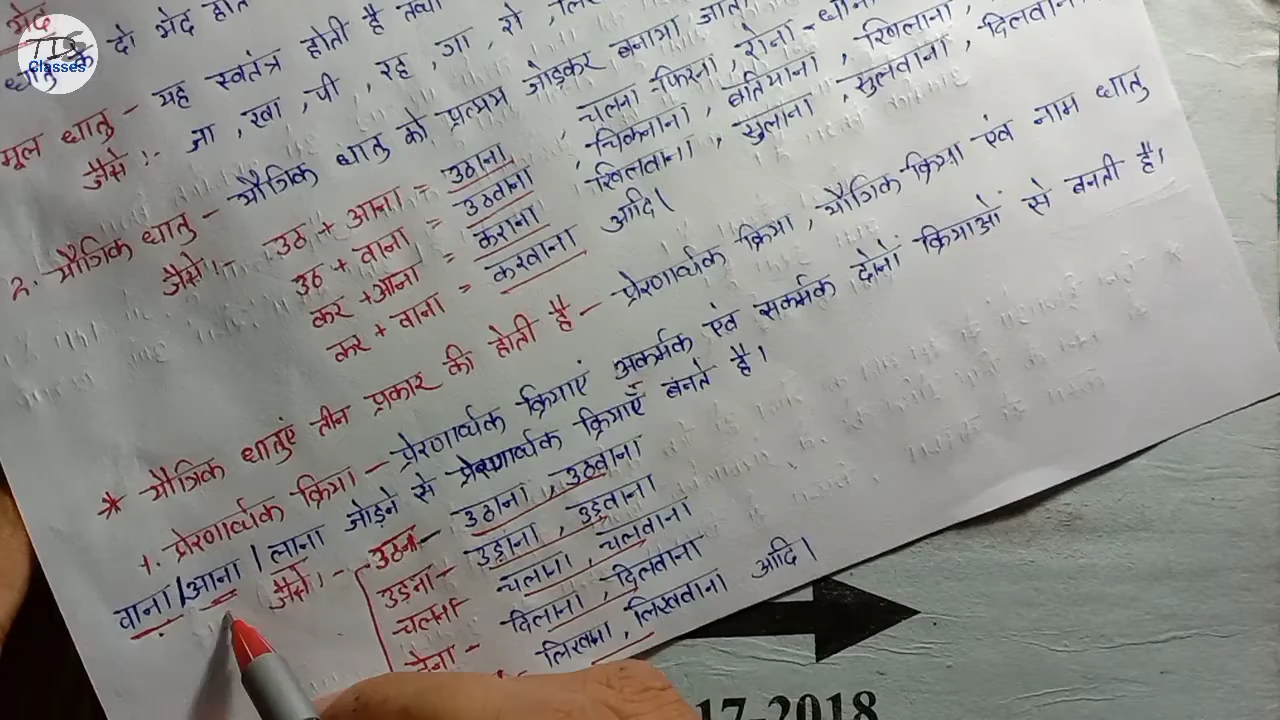 भेद
TIS
Classes
धातु के दो भेद होते
मूल धातु - यह स्वतंत्र होती है तथा
जैसे :- जा , खा , पी , रह , गा , रो ,
2. यौगिक धातु - यौगिक धातु को प्रत्यय जोड़कर बनाया जाता
जैसे :- उठ + आना = उठाना , चलना-फिरना , रोना-धोना
उठ + वाना = उठवाना , चिकनाना , बतियाना , खिलाना ,
कर + आना = कराना खिलवाना , सुलाना , सुलवाना , दिलवाना
कर + वाना = करवाना आदि।
* यौगिक धातुएं तीन प्रकार की होती है - प्रेरणार्थक क्रिया , यौगिक क्रिया एंव नाम धातु
1. प्रेरणार्थक क्रिया - प्रेरणार्थक क्रियाएं अकर्मक एंव सकर्मक दोनों क्रियाओं से बनती है।
वाना / आना / लाना जोड़ने से प्रेरणार्थक क्रियाएँ बनते है।
जैसे :- उठना - उठाना , उठवाना
उड़ना - उड़ाना , उड़वाना
चलना - चलाना , चलवाना
देना - दिलाना , दिलवाना
लिखाना , लिखवाना आदि।
17-2018